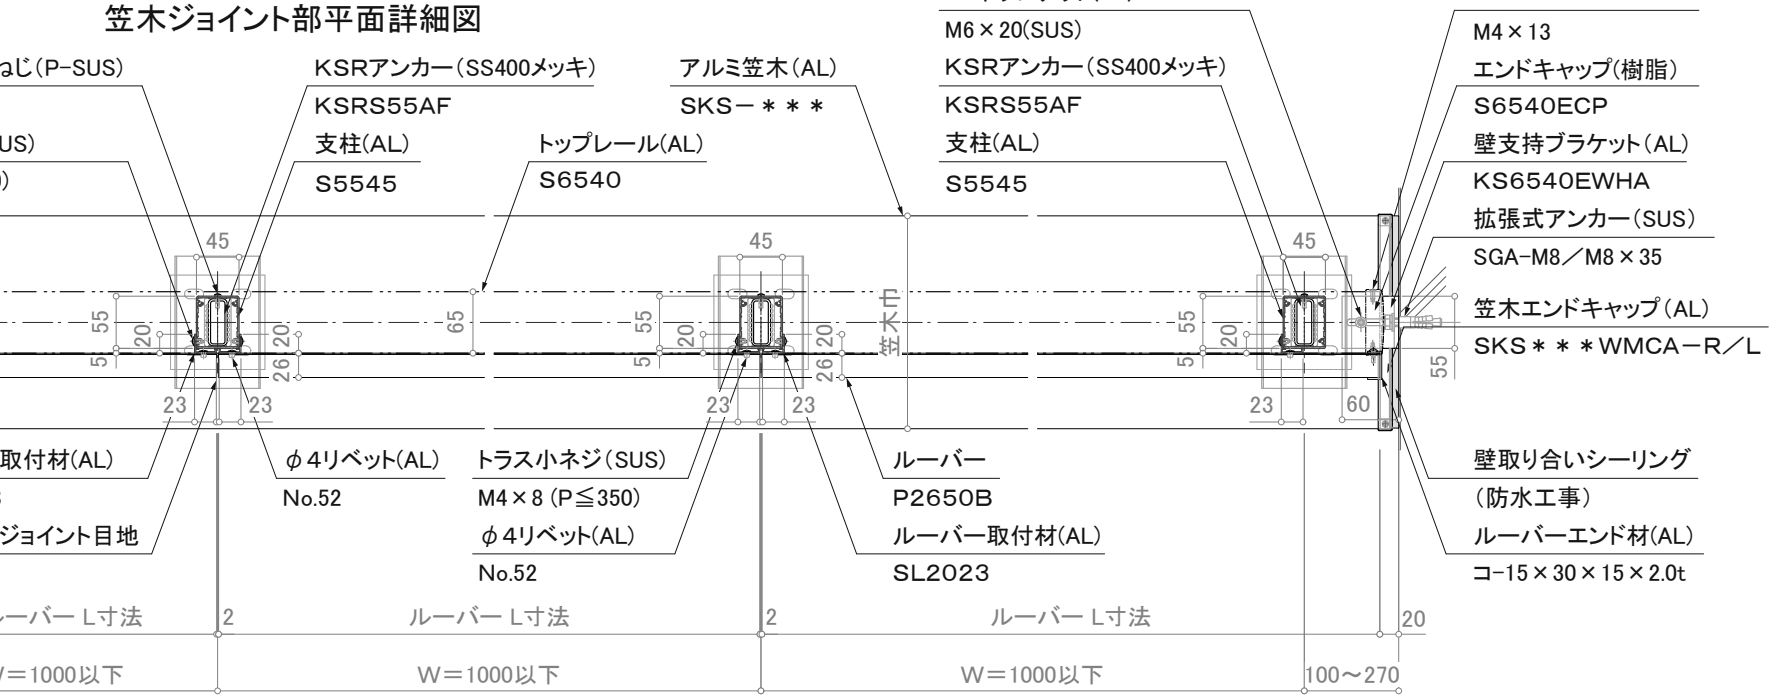 笠木ジョイント部平面詳細図
M6×20(SUS)
M4×13
ねじ(P-SUS)
KSRアンカー(SS400メッキ)
KSRS55AF
アルミ笠木(AL)
SKS-＊＊＊
KSRアンカー(SS400メッキ)
KSRS55AF
エンドキャップ(樹脂)
S6540ECP
支柱(AL)
S5545
トップレール(AL)
S6540
支柱(AL)
S5545
壁支持ブラケット(AL)
KS6540EWHA
拡張式アンカー(SUS)
SGA-M8／M8×35
笠木エンドキャップ(AL)
SKS＊＊＊WMCA-R／L
45
45
45
55
20
5
20
26
65
55
20
5
20
26
笠木巾
55
20
5
55
23
23
23
23
23
60
取付材(AL)
ジョイント目地
φ4リベット(AL)
No.52
トラス小ネジ(SUS)
M4×8 (P≦350)
φ4リベット(AL)
No.52
ルーバー
P2650B
ルーバー取付材(AL)
SL2023
壁取り合いシーリング
(防水工事)
ルーバーエンド材(AL)
コ-15×30×15×2.0t
ルーバー L寸法
2
ルーバー L寸法
2
ルーバー L寸法
20
W=1000以下
W=1000以下
W=1000以下
100～270